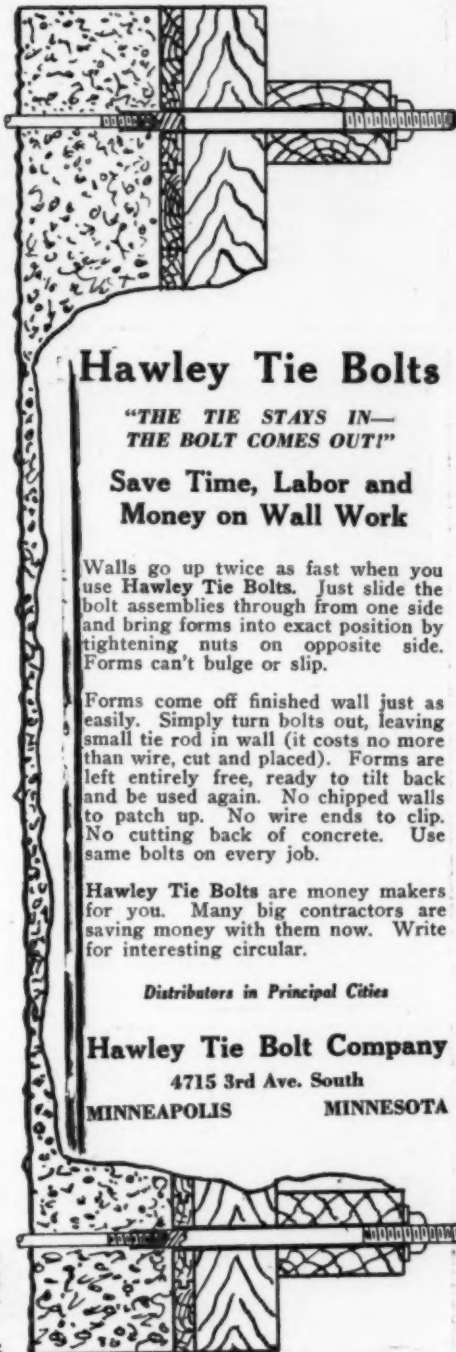 Hawley Tie Bolts
"THE TIE STAYS IN—
THE BOLT COMES OUT!"
Save Time, Labor and
Money on Wall Work
Walls go up twice as fast when you
use Hawley Tie Bolts. Just slide the
bolt assemblies through from one side
and bring forms into exact position by
tightening nuts on opposite side.
Forms can't bulge or slip.
Forms come off finished wall just as
easily. Simply turn bolts out, leaving
small tie rod in wall (it costs no more
than wire, cut and placed). Forms are
left entirely free, ready to tilt back
and be used again. No chipped walls
to patch up. No wire ends to clip.
No cutting back of concrete. Use
same bolts on every job.
Hawley Tie Bolts are money makers
for you. Many big contractors are
saving money with them now. Write
for interesting circular.
Distributors in Principal Cities
Hawley Tie Bolt Company
4715 3rd Ave. South
MINNEAPOLIS MINNESOTA